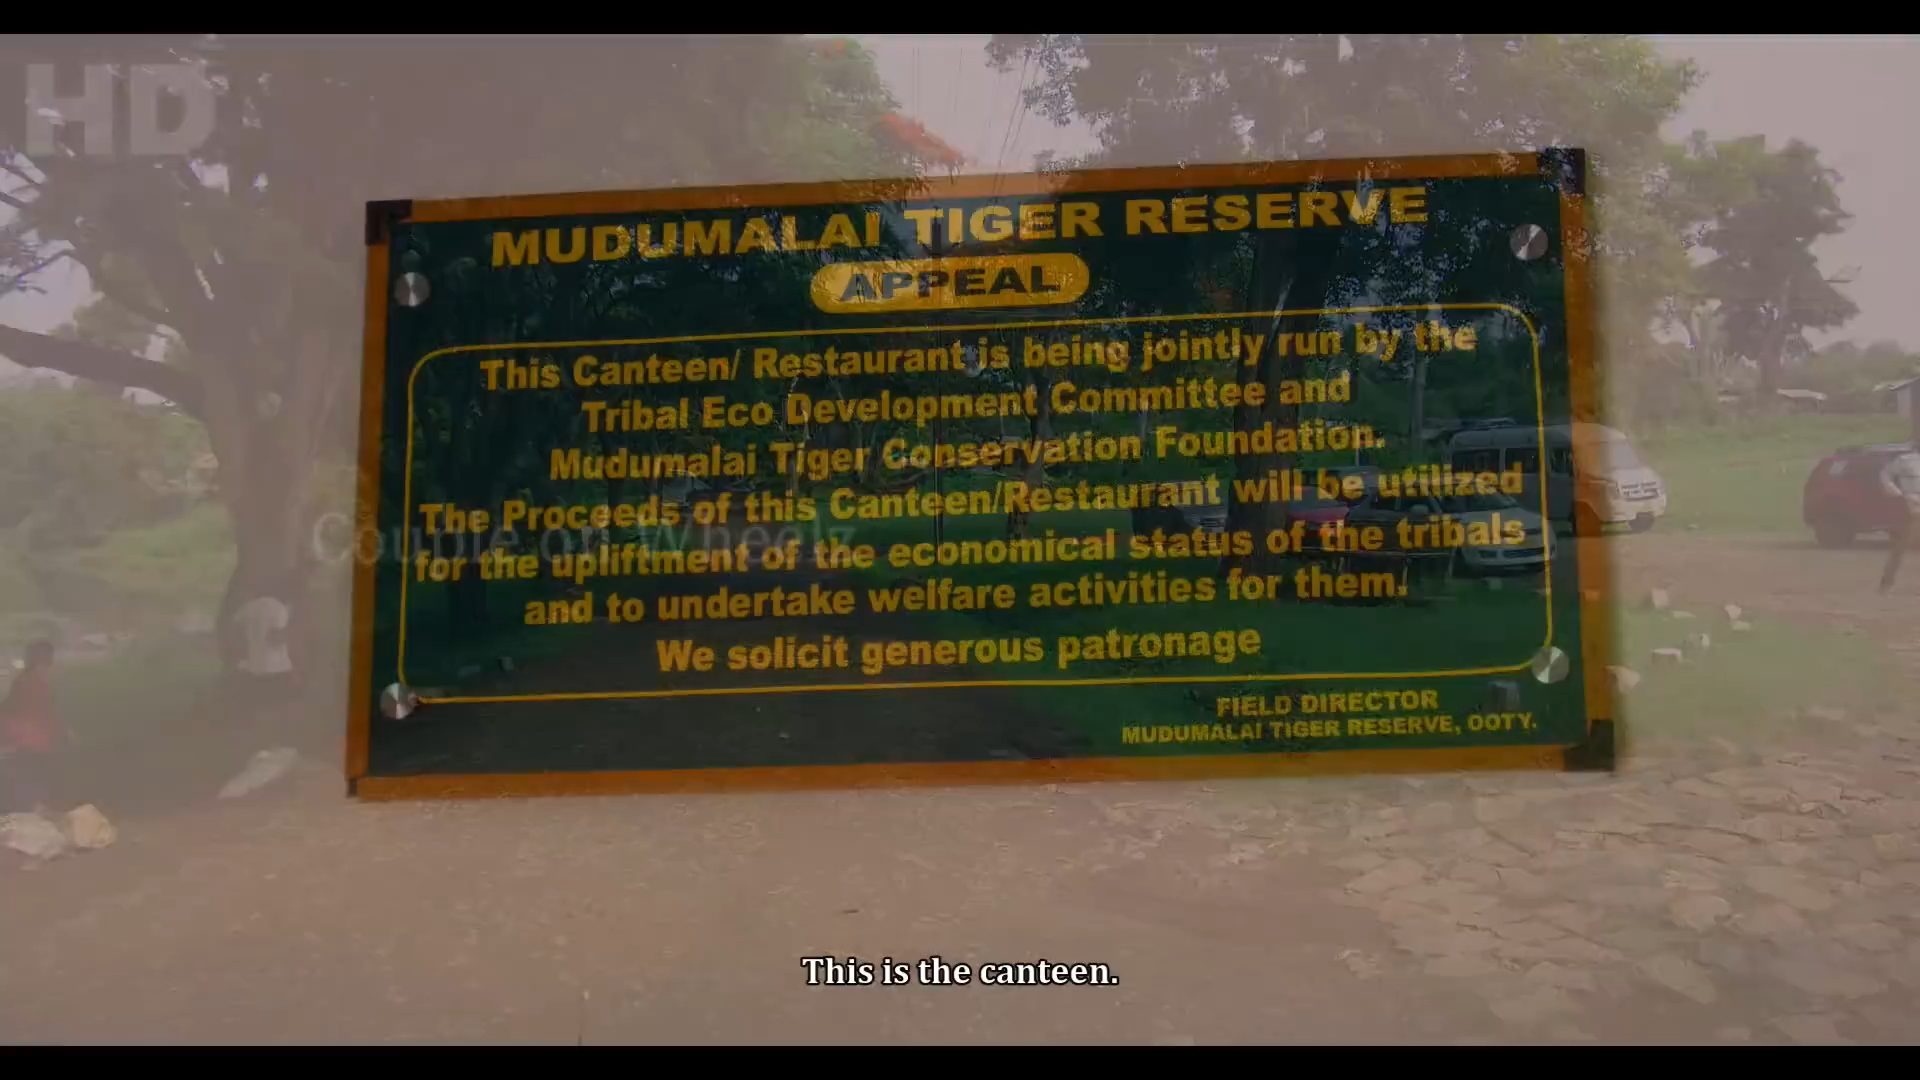 HD
MUDUMALAI TIGER RESERVE
APPEAL
This Canteen/ Restaurant is being jointly run by the
Tribal Eco Development Committee and
Mudumalai Tiger Conservation Foundation.
The Proceeds of this Canteen/Restaurant will be utilized
for the upliftment of the economical status of the tribals
and to undertake welfare activities for them.
We solicit generous patronage
FIELD DIRECTOR
MUDUMALAI TIGER RESERVE, OOTY.
Couple on Wheelz
This is the canteen.